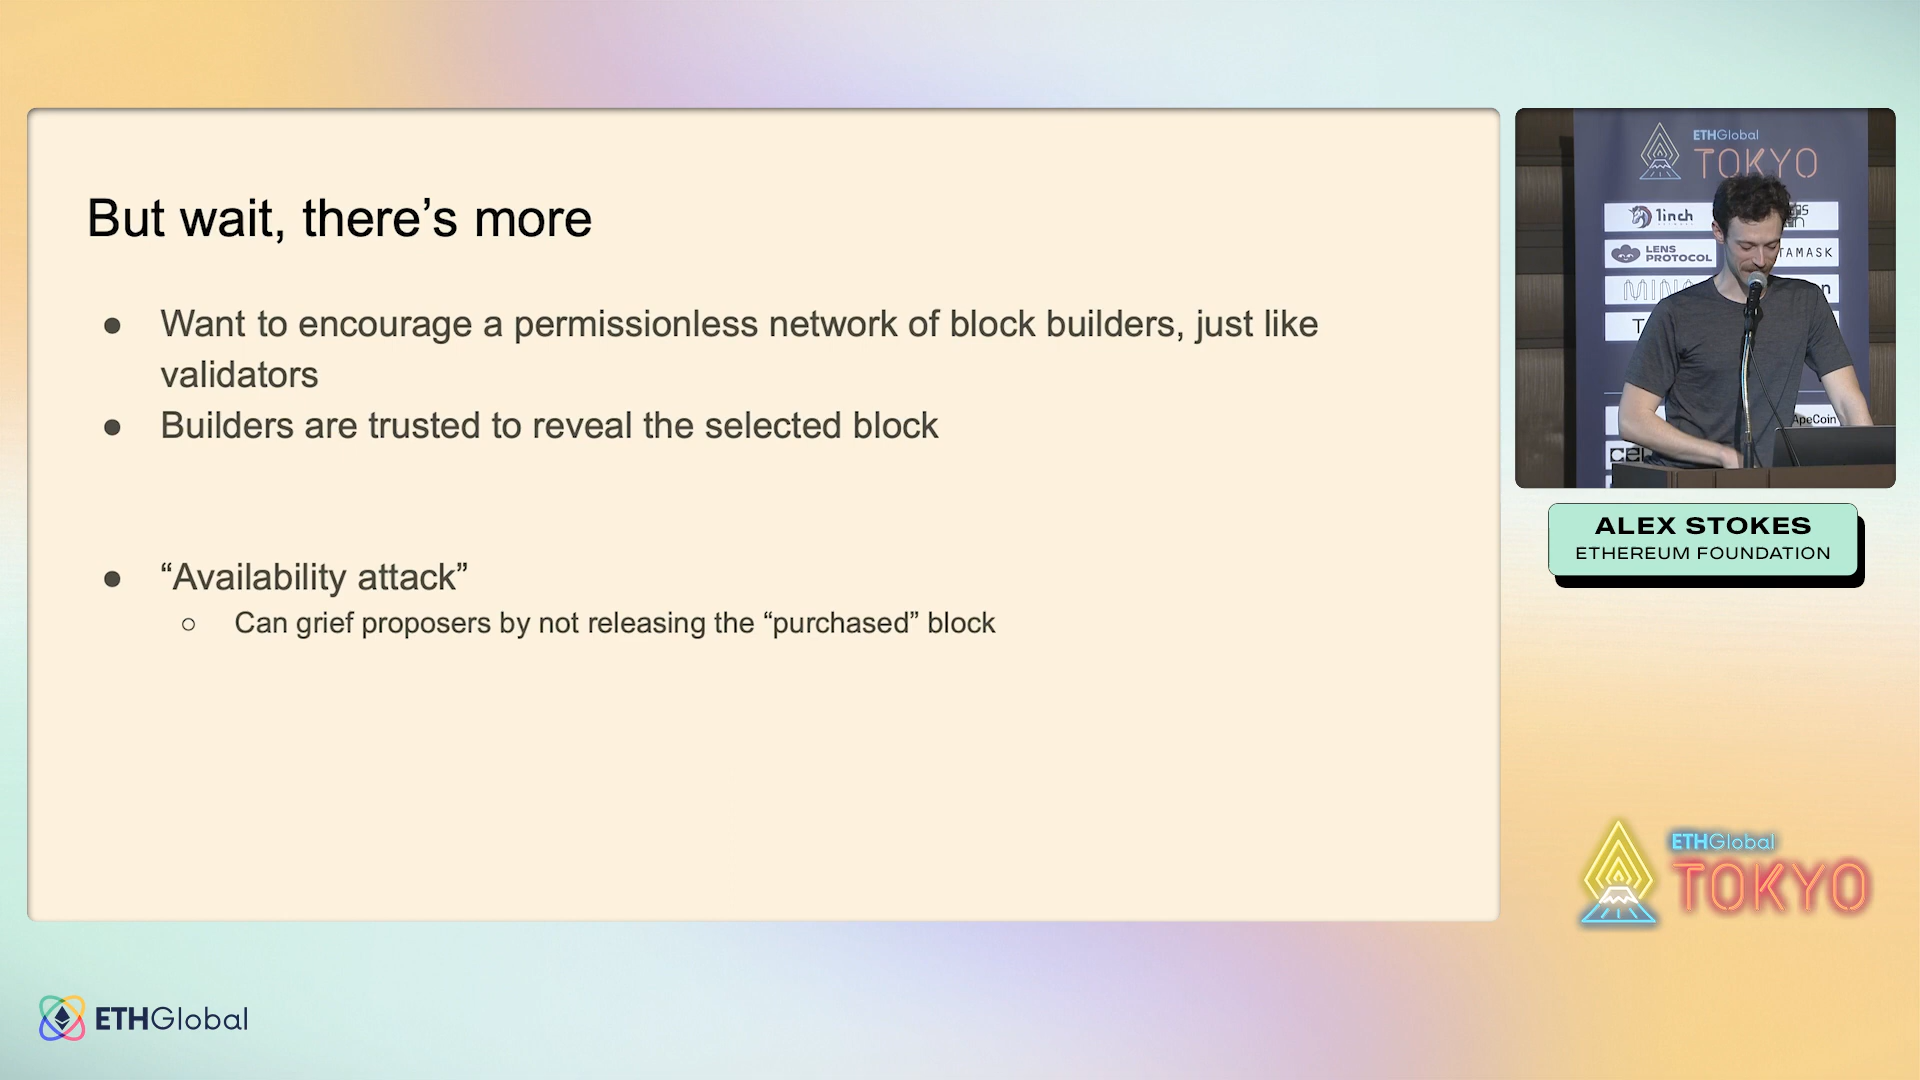 But wait, there’s more
● Want to encourage a permissionless network of block builders, just like
validators
● Builders are trusted to reveal the selected block
● “Availability attack”
○ Can grief proposers by not releasing the “purchased” block
ETHGlobal
TOKYO
1inch
LENS
PROTOCOL
TAMASK
ApeCoin
ALEX STOKES
ETHEREUM FOUNDATION
ETHGlobal
TOKYO
ETHGlobal